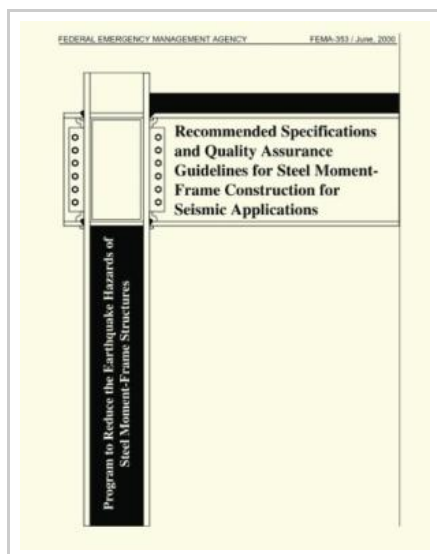 FEDERAL EMERGENCY MANAGEMENT AGENCY FEMA-353 / June, 2000
Recommended Specifications
and Quality Assurance
Guidelines for Steel Moment-
Frame Construction for
Seismic Applications
Program to Reduce the Earthquake Hazards of
Steel Moment-Frame Structures